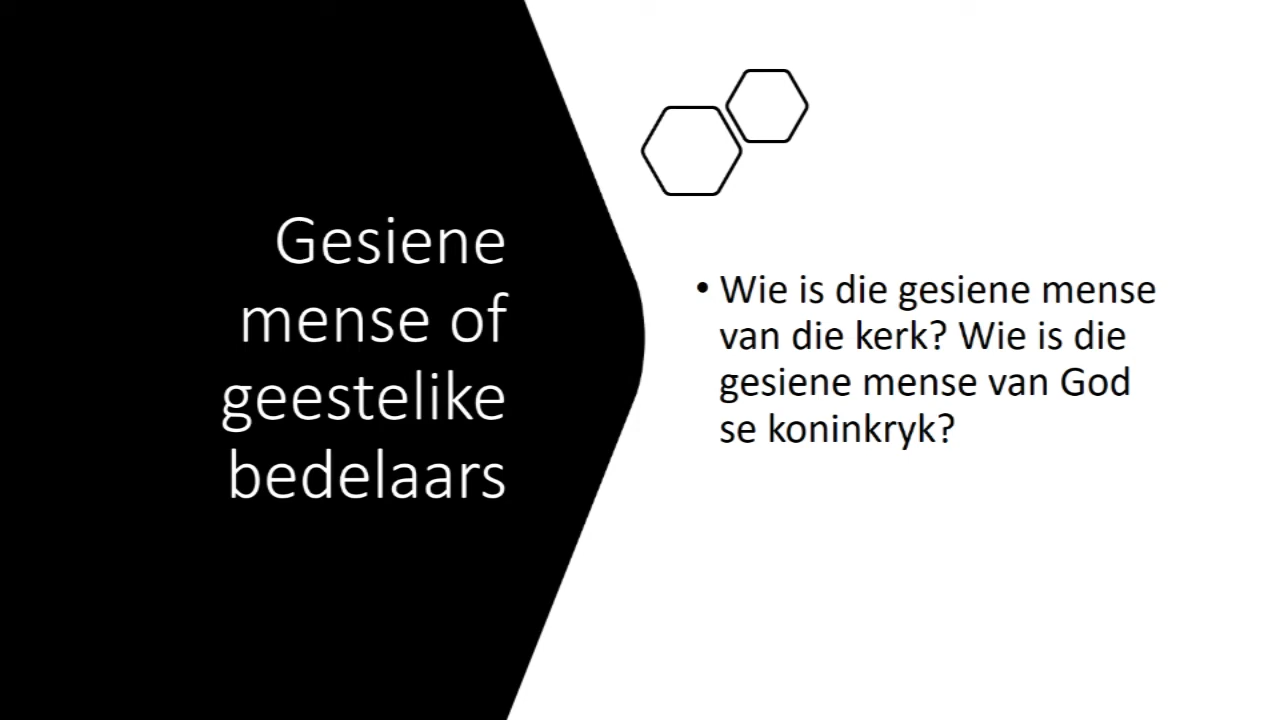 Gesiene
mense of
geestelike
bedelaars
• Wie is die gesiene mense
van die kerk? Wie is die
gesiene mense van God
se koninkryk?